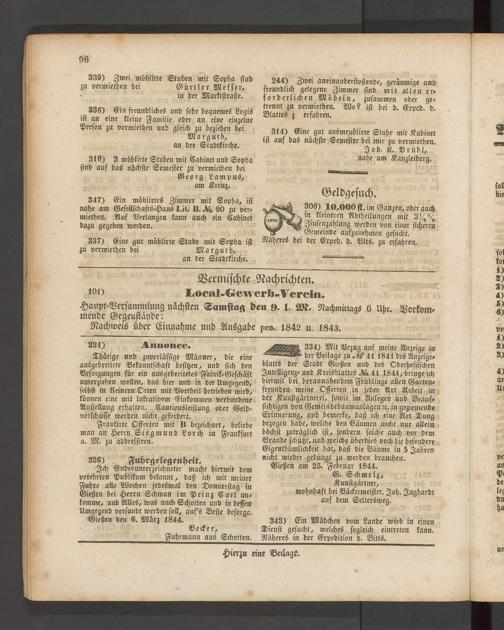 96
339) Zwei möblirte Stuben mit Sopha sind
zu vermiethen bei Gürtler Messer,
in der Marktstraße.
336) Ein freundliches und sehr bequemes Logis
ist an eine kleine Familie oder an eine einzelne
Person zu vermiethen und gleich zu beziehen bei
Marguth,
an der Stadtkirche.
316) 3 möblirte Stuben mit Cabinet und Sopha
sind auf das nächste Semester zu vermiethen bei
Georg Lampus,
am Kreuz.
347) Ein möblirtes Zimmer mit Sopha, ist
nahe am Gesellschafts-Haus Lit. B. № 90 zu ver-
miethen. Auf Verlangen kann auch ein Cabinet
dazu gegeben werden.
337) Eine gut möblirte Stube mit Sopha ist
zu vermiethen bei Marguth,
an der Stadtkirche.
244) Zwei aneinanderstoßende, geräumige und
freundlich gelegene Zimmer sind mit allen er-
forderlichen Möbeln, zusammen oder ge-
trennt zu vermiethen. Wo? ist bei d. Exped. d.
Blattes zu erfahren.
314) Eine gut ausmeublirte Stube mit Kabinet
ist auf das nächste Semester bei mir zu vermiethen.
Joh. K. Brühl,
nahe am Kanzleiberg.
Geldgesuch.
306) 10,000 fl. im Ganzen, oder auch
in kleineren Abtheilungen mit 3½ %
Zinsenzahlung werden von einer sicheren
Gemeinde aufzunehmen gesucht.
Näheres bei der Exped. d. Blts. zu erfahren.
Vermischte Nachrichten.
101) Local-Gewerb-Verein.
Haupt-Versammlung nächsten Samstag den 9. l. M. Nachmittags 6 Uhr. Vorkom-
mende Gegenstände:
Nachweis über Einnahme und Ausgabe pro. 1842 u. 1843.
321) Annonce.
Thätige und zuverlässige Männer, die eine
ausgebreitete Bekanntschaft besitzen, und sich den
Besorgungen für ein ausgebreitetes Fabrik-Geschäft
unterziehen wollen, das hier und in der Umgegend,
selbst in kleinern Orten mit Vortheil betrieben wird,
können eine mit lukrativem Einkommen verbundene
Anstellung erhalten. Cautionsleistung oder Geld-
vorschüsse werden nicht gefordert.
Frankirte Offerten mit B bezeichnet, beliebe
man an Herrn Siegmund Lorch in Frankfurt
a. M. zu addressiren.
326) Fuhrgelegenheit.
Ich Endesunterzeichneter mache hiermit dem
verehrten Publikum bekannt, daß ich mit meiner
Fuhre alle Wochen jedesmal den Donnerstag in
Gießen bei Herrn Schwan im Prinz Carl an-
komme, und Alles, was nach Schotten und in dessen
Umgegend versandt werden soll, auf's Beste besorge.
Gießen den 6. März 1844.
Becker,
Fuhrmann aus Schotten.
334) Mit Bezug auf meine Anzeige in
der Beilage zu № 41 1841 des Anzeige-
blatts der Stadt Gießen und des Oberhessischen
Intelligenz- und Kreisblattes № 44 1844, bringe ich
hiermit bei herannahendem Frühlinge allen Garten-
freunden meine Offerten in jeder Art Arbeit in
der Kunstgärtnerei, sowie im Anlegen und Beauf-
sichtigen von Gemeindebaumanlagen etc. in geneigende
Erinnerung, und bemerke, daß ich eine Art Dung
bezogen habe, welche den Bäumen nicht nur allein
höchst zuträglich ist, sondern solche auch vor dem
Brande schützt, und welche überdies noch die besondere
Eigenthümlichkeit hat, daß die Bäume in 5 Jahren
nicht wieder gedüngt zu werden brauchen.
Gießen am 25. Februar 1844.
G. Schmelz,
Kunstgärtner,
wohnhaft bei Bäckermeister. Joh. Jughardt
auf dem Seltersweg.
343) Ein Mädchen vom Lande wird in einen
Dienst gesucht, welches sogleich eintreten kann.
Näheres in der Expedition d. Blts.
Hierzu eine Beilage.